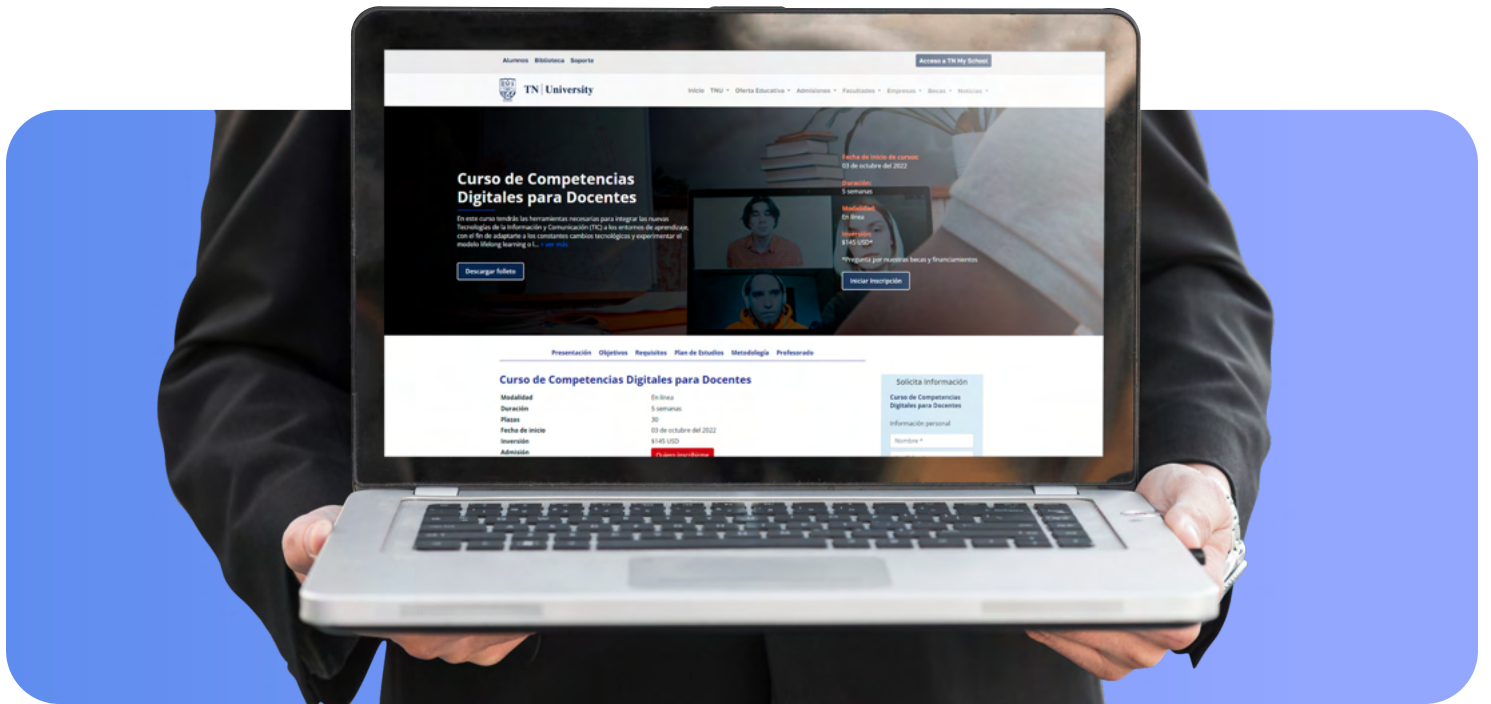 Alumnos Biblioteca Soporte
Acceso a TN My School
TN University
Inicio TNU Oferta Educativa Admisiones Facultades Empresas Becas Noticias
Curso de Competencias
Digitales para Docentes
En este curso tendrás las herramientas necesarias para integrar las nuevas
Tecnologías de la Información y Comunicación (TIC) a los entornos de aprendizaje,
con el fin de adaptarte a los constantes cambios tecnológicos y experimentar el
modelo lifelong learning o l... + ver más
Descargar folleto
Fecha de inicio de cursos:
03 de octubre del 2022
Duración:
5 semanas
Modalidad:
En línea
Inversión:
$145 USD*
*Pregunta por nuestras becas y financiamientos
Iniciar Inscripción
Presentación Objetivos Requisitos Plan de Estudios Metodología Profesorado
Curso de Competencias Digitales para Docentes
Modalidad En línea
Duración 5 semanas
Plazas 30
Fecha de inicio 03 de octubre del 2022
Inversión $145 USD
Admisión Quiero inscribirme
Solicita Información
Curso de Competencias
Digitales para Docentes
Información personal
Nombre *